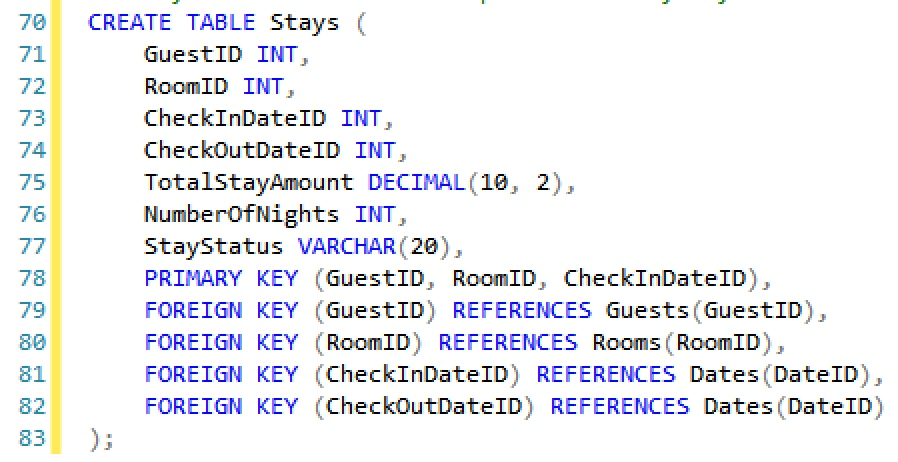 70 CREATE TABLE Stays (
71 GuestID INT,
72 RoomID INT,
73 CheckInDateID INT,
74 CheckOutDateID INT,
75 TotalStayAmount DECIMAL(10, 2),
76 NumberOfNights INT,
77 StayStatus VARCHAR(20),
78 PRIMARY KEY (GuestID, RoomID, CheckInDateID),
79 FOREIGN KEY (GuestID) REFERENCES Guests(GuestID),
80 FOREIGN KEY (RoomID) REFERENCES Rooms(RoomID),
81 FOREIGN KEY (CheckInDateID) REFERENCES Dates(DateID),
82 FOREIGN KEY (CheckOutDateID) REFERENCES Dates(DateID)
83 );